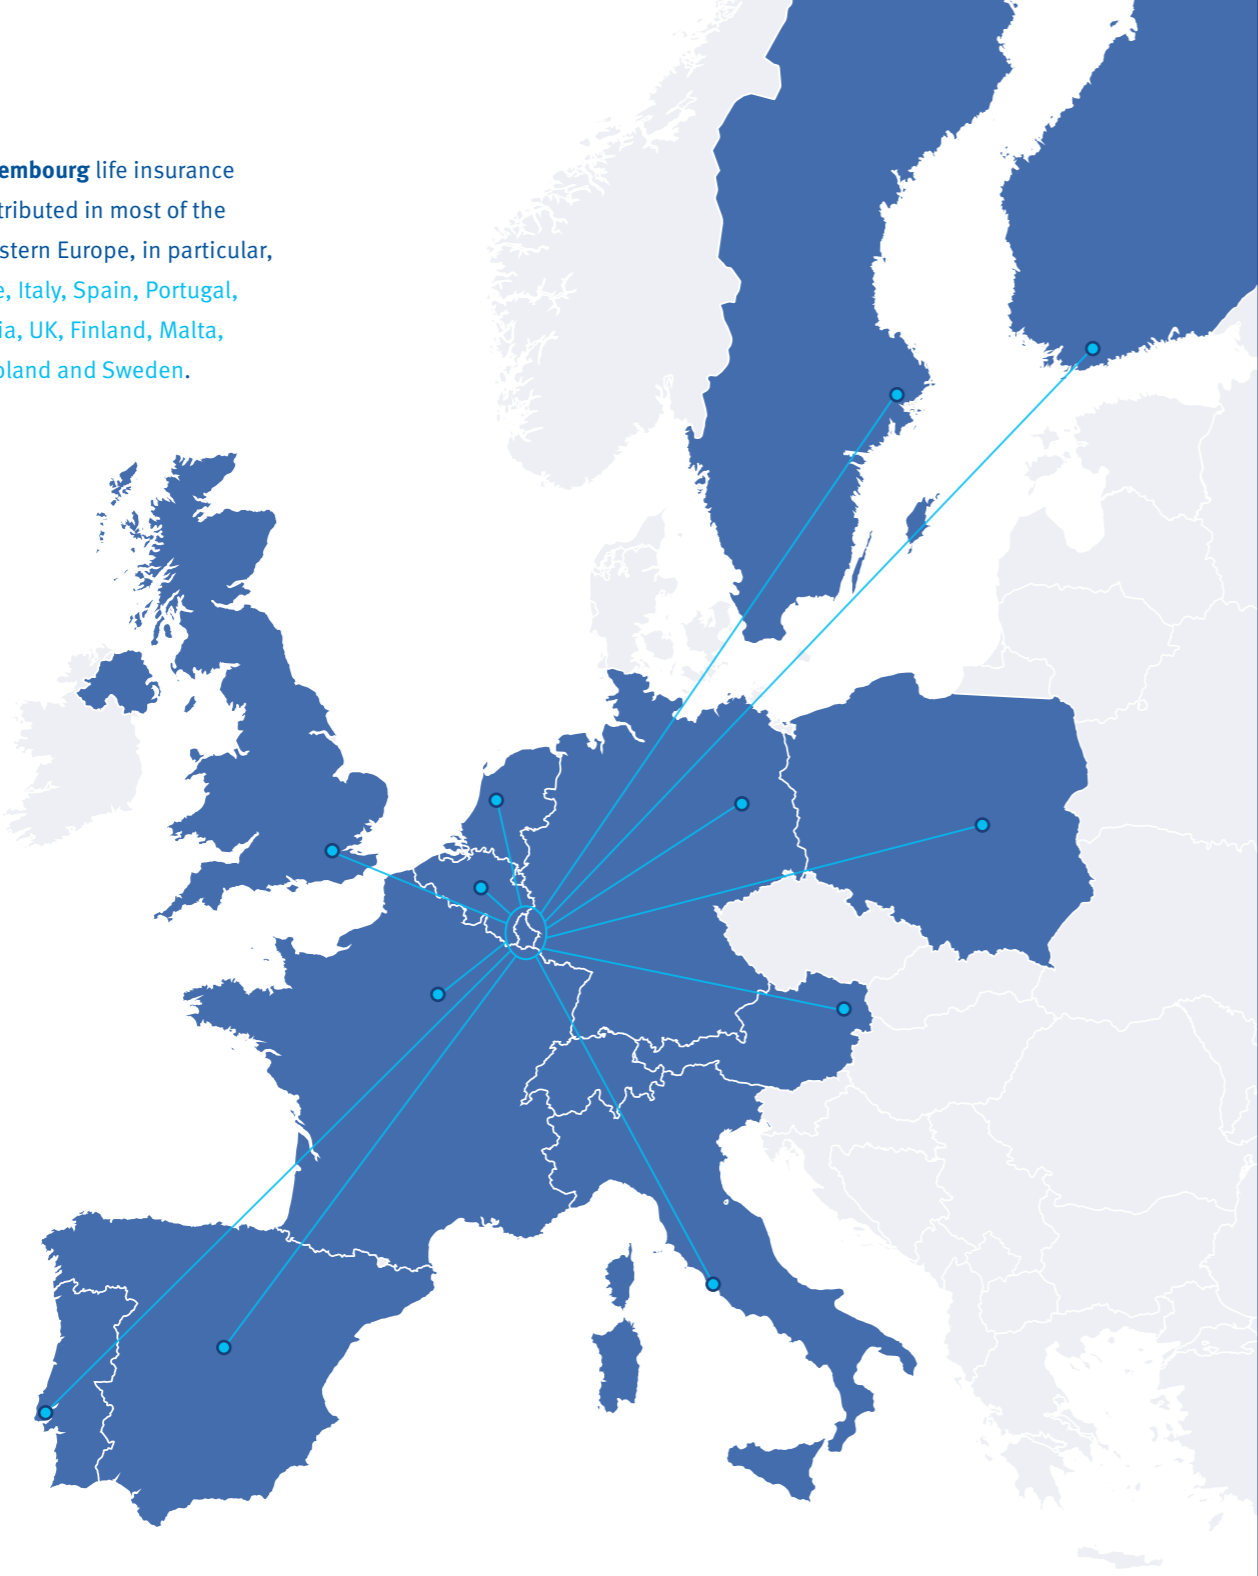 embourg life insurance
tributed in most of the
stern Europe, in particular,
e, Italy, Spain, Portugal,
ia, UK, Finland, Malta,
oland and Sweden.